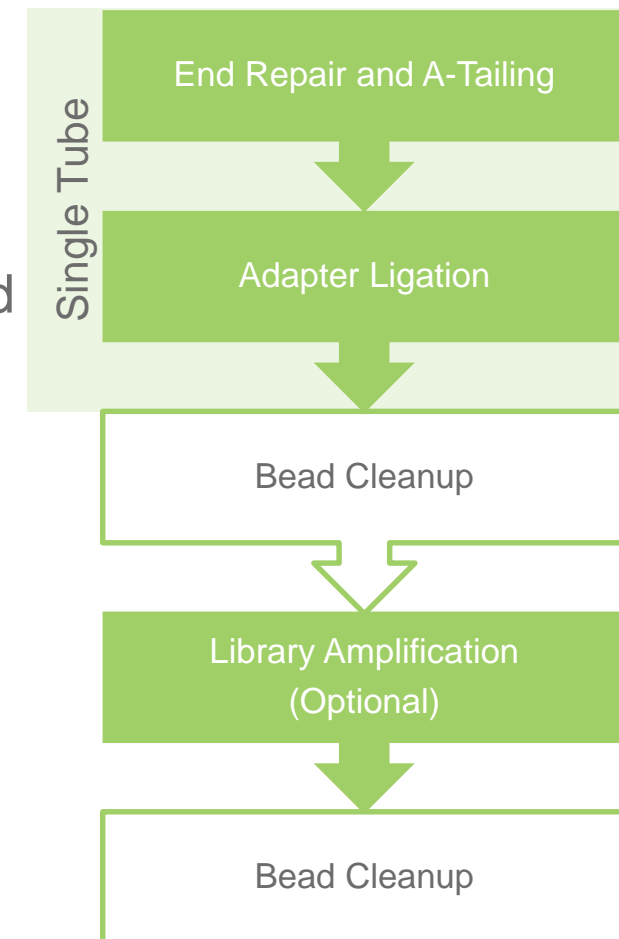 End Repair and A-Tailing
Single Tube
Adapter Ligation
Bead Cleanup
Library Amplification
(Optional)
Bead Cleanup